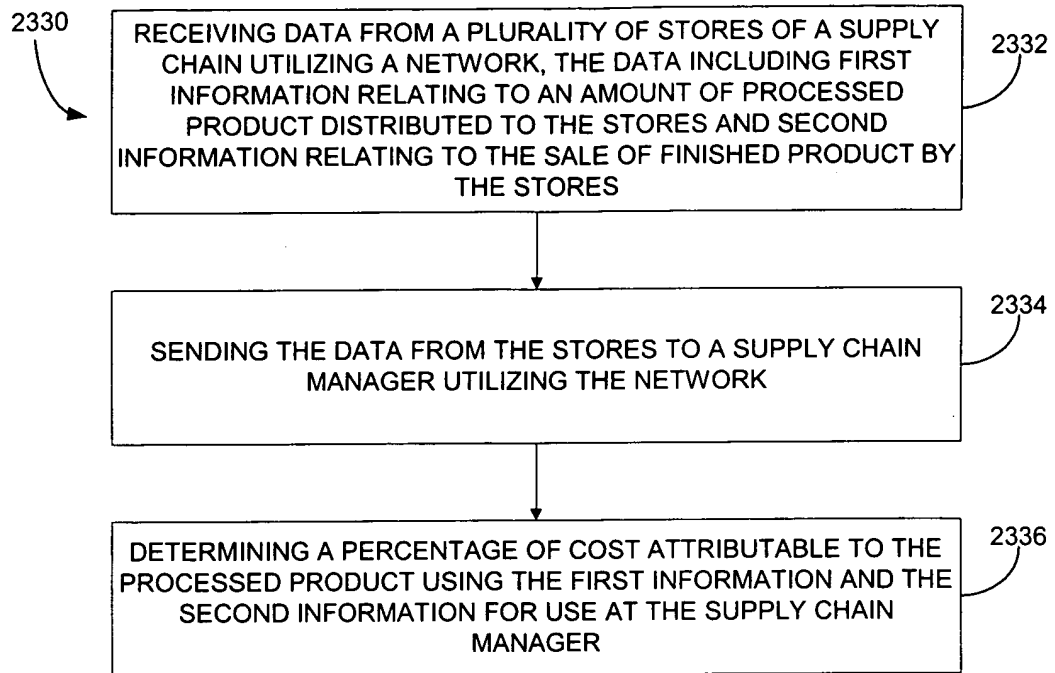 2330
RECEIVING DATA FROM A PLURALITY OF STORES OF A SUPPLY
CHAIN UTILIZING A NETWORK, THE DATA INCLUDING FIRST
INFORMATION RELATING TO AN AMOUNT OF PROCESSED
PRODUCT DISTRIBUTED TO THE STORES AND SECOND
INFORMATION RELATING TO THE SALE OF FINISHED PRODUCT BY
THE STORES
2332
SENDING THE DATA FROM THE STORES TO A SUPPLY CHAIN
MANAGER UTILIZING THE NETWORK
2334
DETERMINING A PERCENTAGE OF COST ATTRIBUTABLE TO THE
PROCESSED PRODUCT USING THE FIRST INFORMATION AND THE
SECOND INFORMATION FOR USE AT THE SUPPLY CHAIN
MANAGER
2336